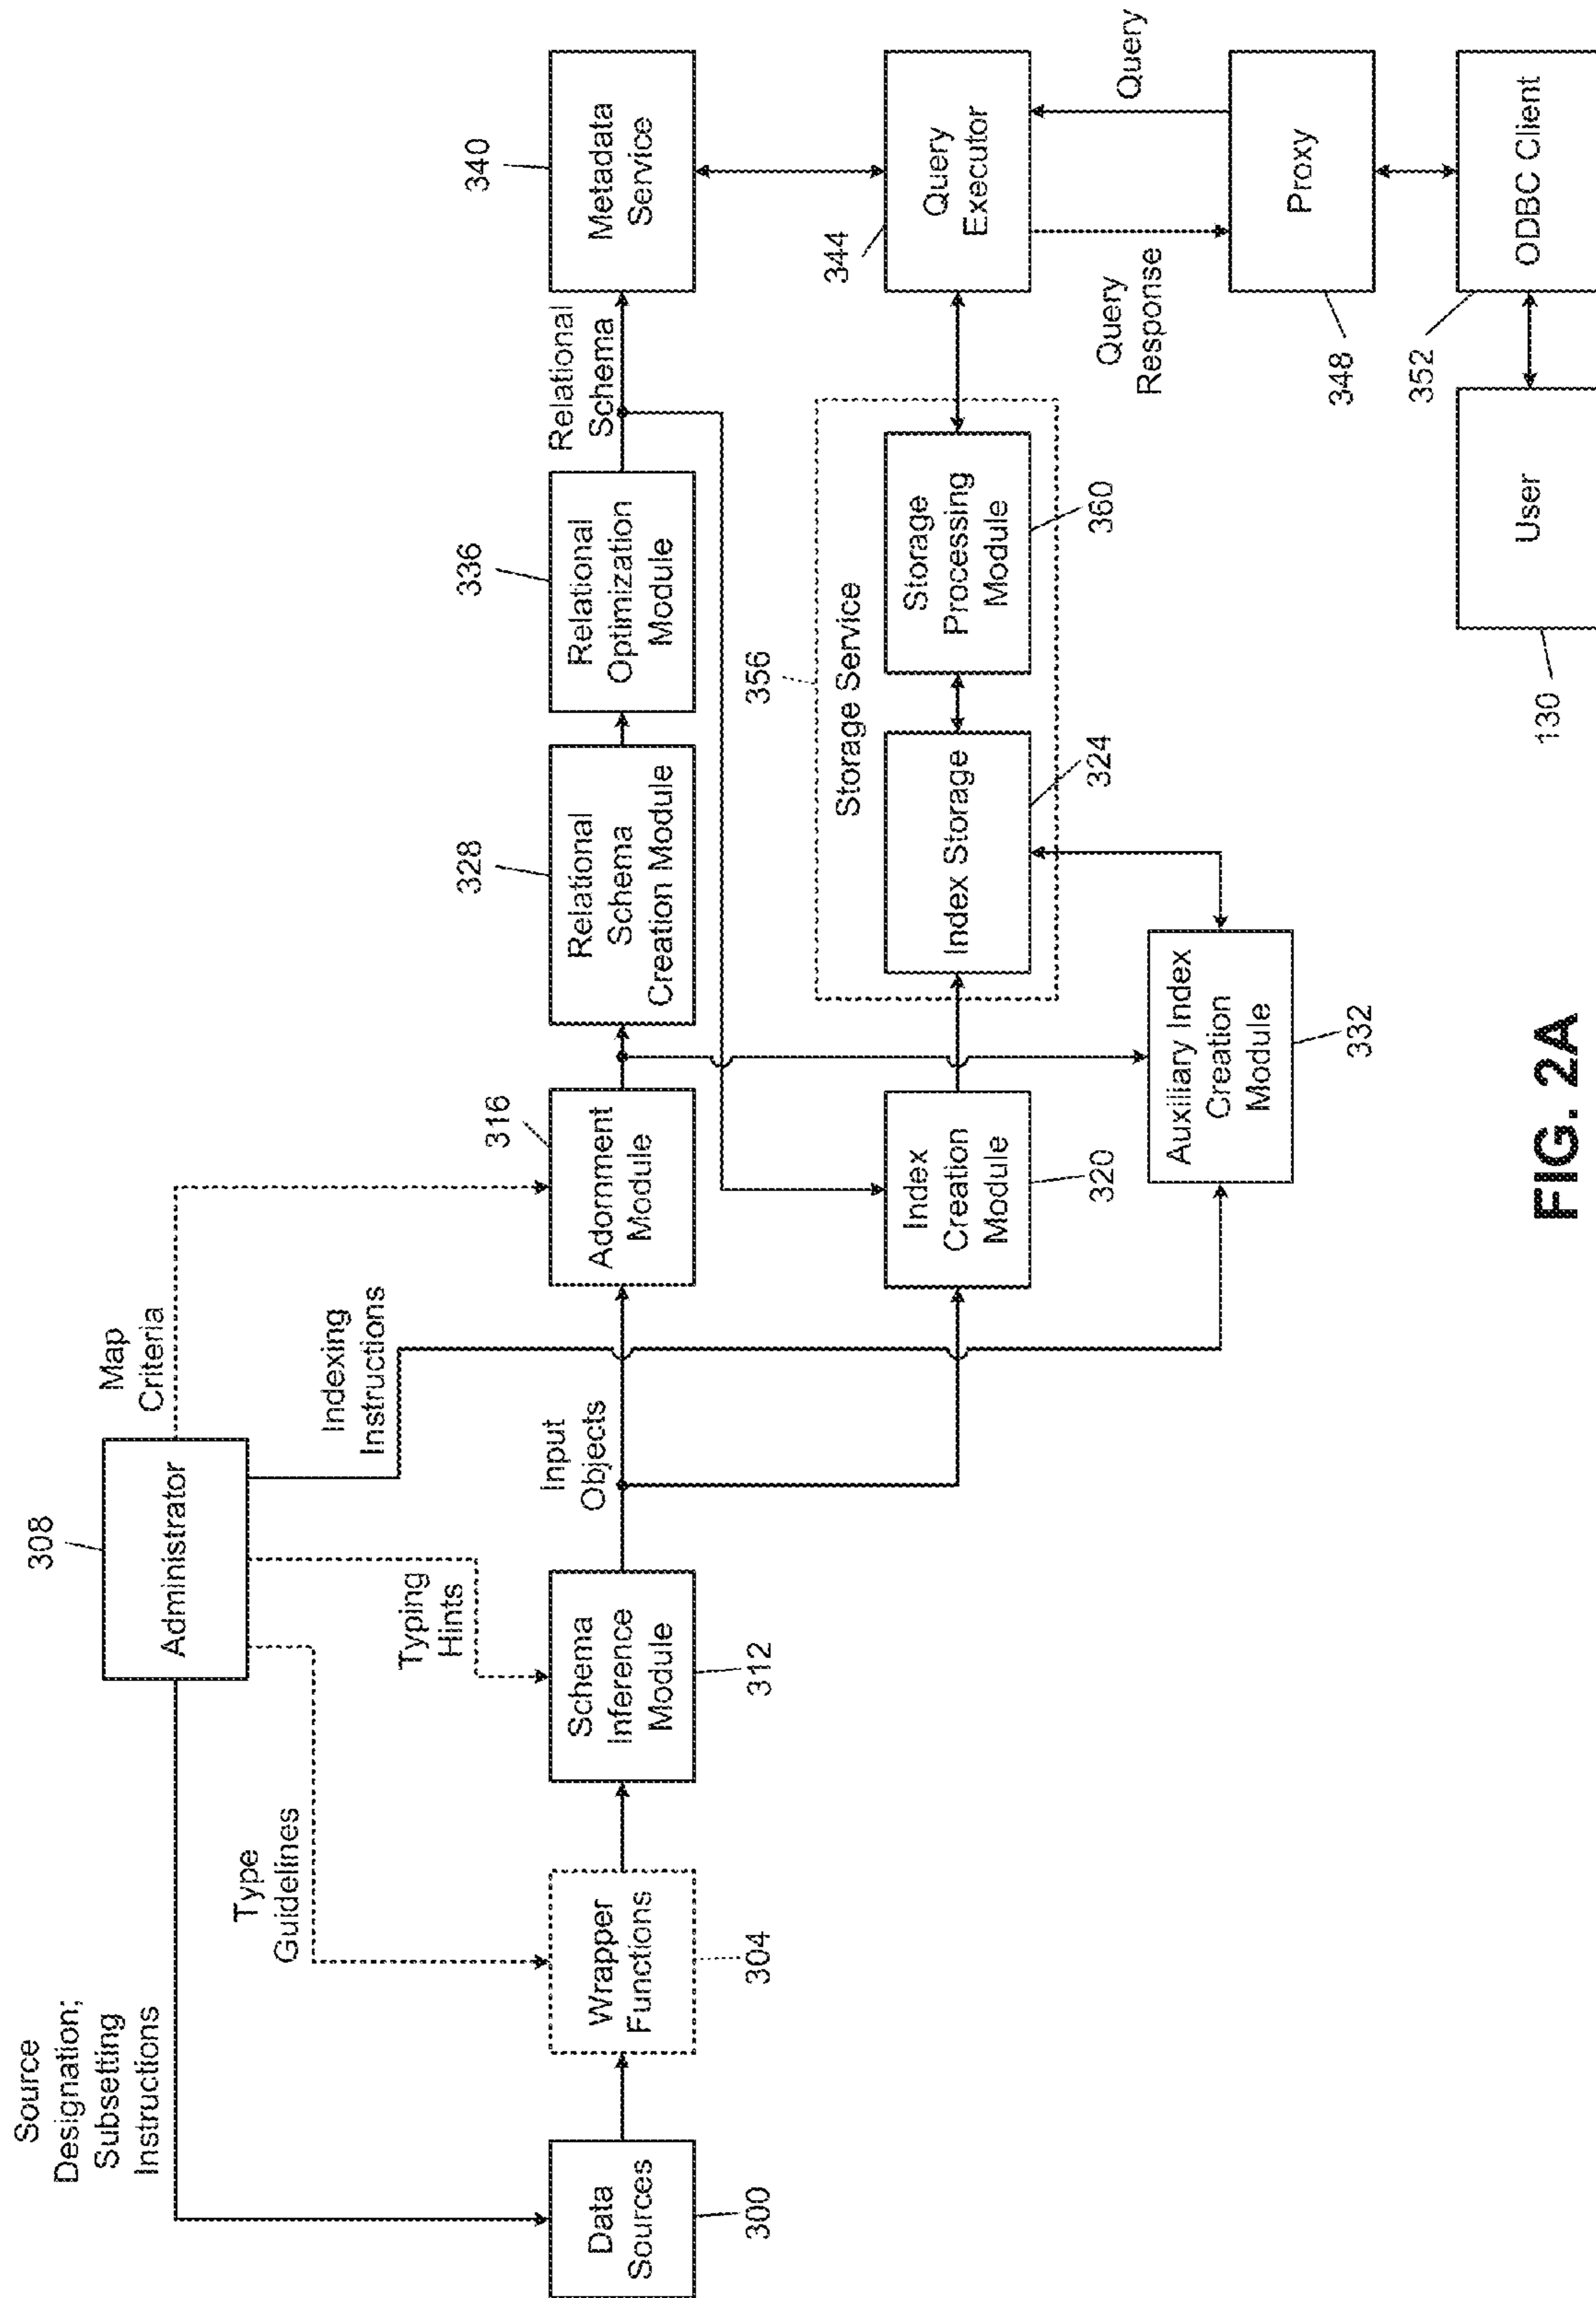 Source
Designation;
Subsetting
Instructions
Type
Guidelines
308
Administrator
Map
Criteria
Typing
Hints
Indexing
Instructions
Data
Sources
300
Wrapper
Functions
304
Schema
Inference
Module
312
Input
Objects
316
Adornment
Module
328
Relational
Schema
Creation Module
336
Relational
Optimization
Module
Relational
Schema
340
Metadata
Service
Index
Creation
Module
320
356
Storage Service
Index Storage
324
Storage
Processing
Module
360
344
Query
Executor
Auxiliary Index
Creation
Module
332
Query
Response
Query
Proxy
348
ODBC Client
352
User
130
FIG. 2A